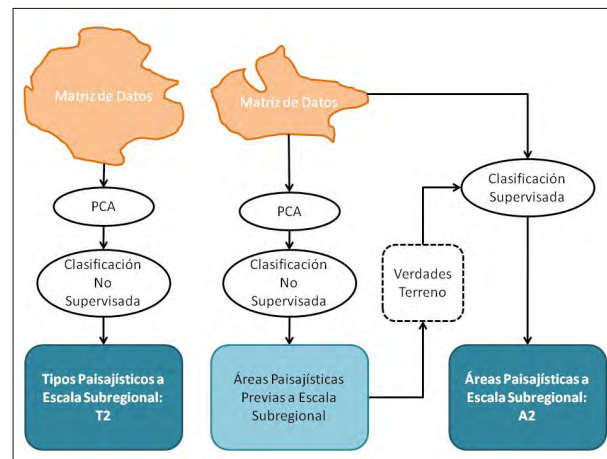 Matriz de Datos
PCA
Clasificación
No
Supervisada
Tipos Paisajísticos a
Escala Subregional:
T2
Matriz de Datos
PCA
Clasificación
No
Supervisada
Áreas Paisajísticas
Previas a Escala
Subregional
Verdades
Terreno
Clasificación
Supervisada
Áreas Paisajísticas a
Escala Subregional:
A2